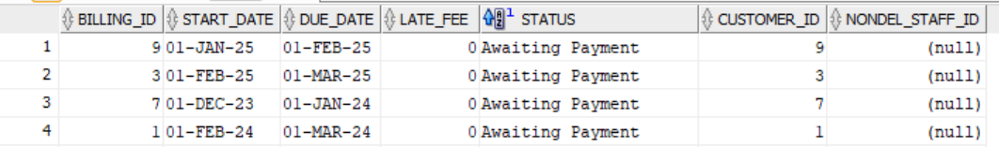 BILLING_ID START_DATE DUE_DATE LATE_FEE 1 STATUS CUSTOMER_ID NONDEL_STAFF_ID
1 9 01-JAN-25 01-FEB-25 0 Awaiting Payment 9 (null)
2 3 01-FEB-25 01-MAR-25 0 Awaiting Payment 3 (null)
3 7 01-DEC-23 01-JAN-24 0 Awaiting Payment 7 (null)
4 1 01-FEB-24 01-MAR-24 0 Awaiting Payment 1 (null)